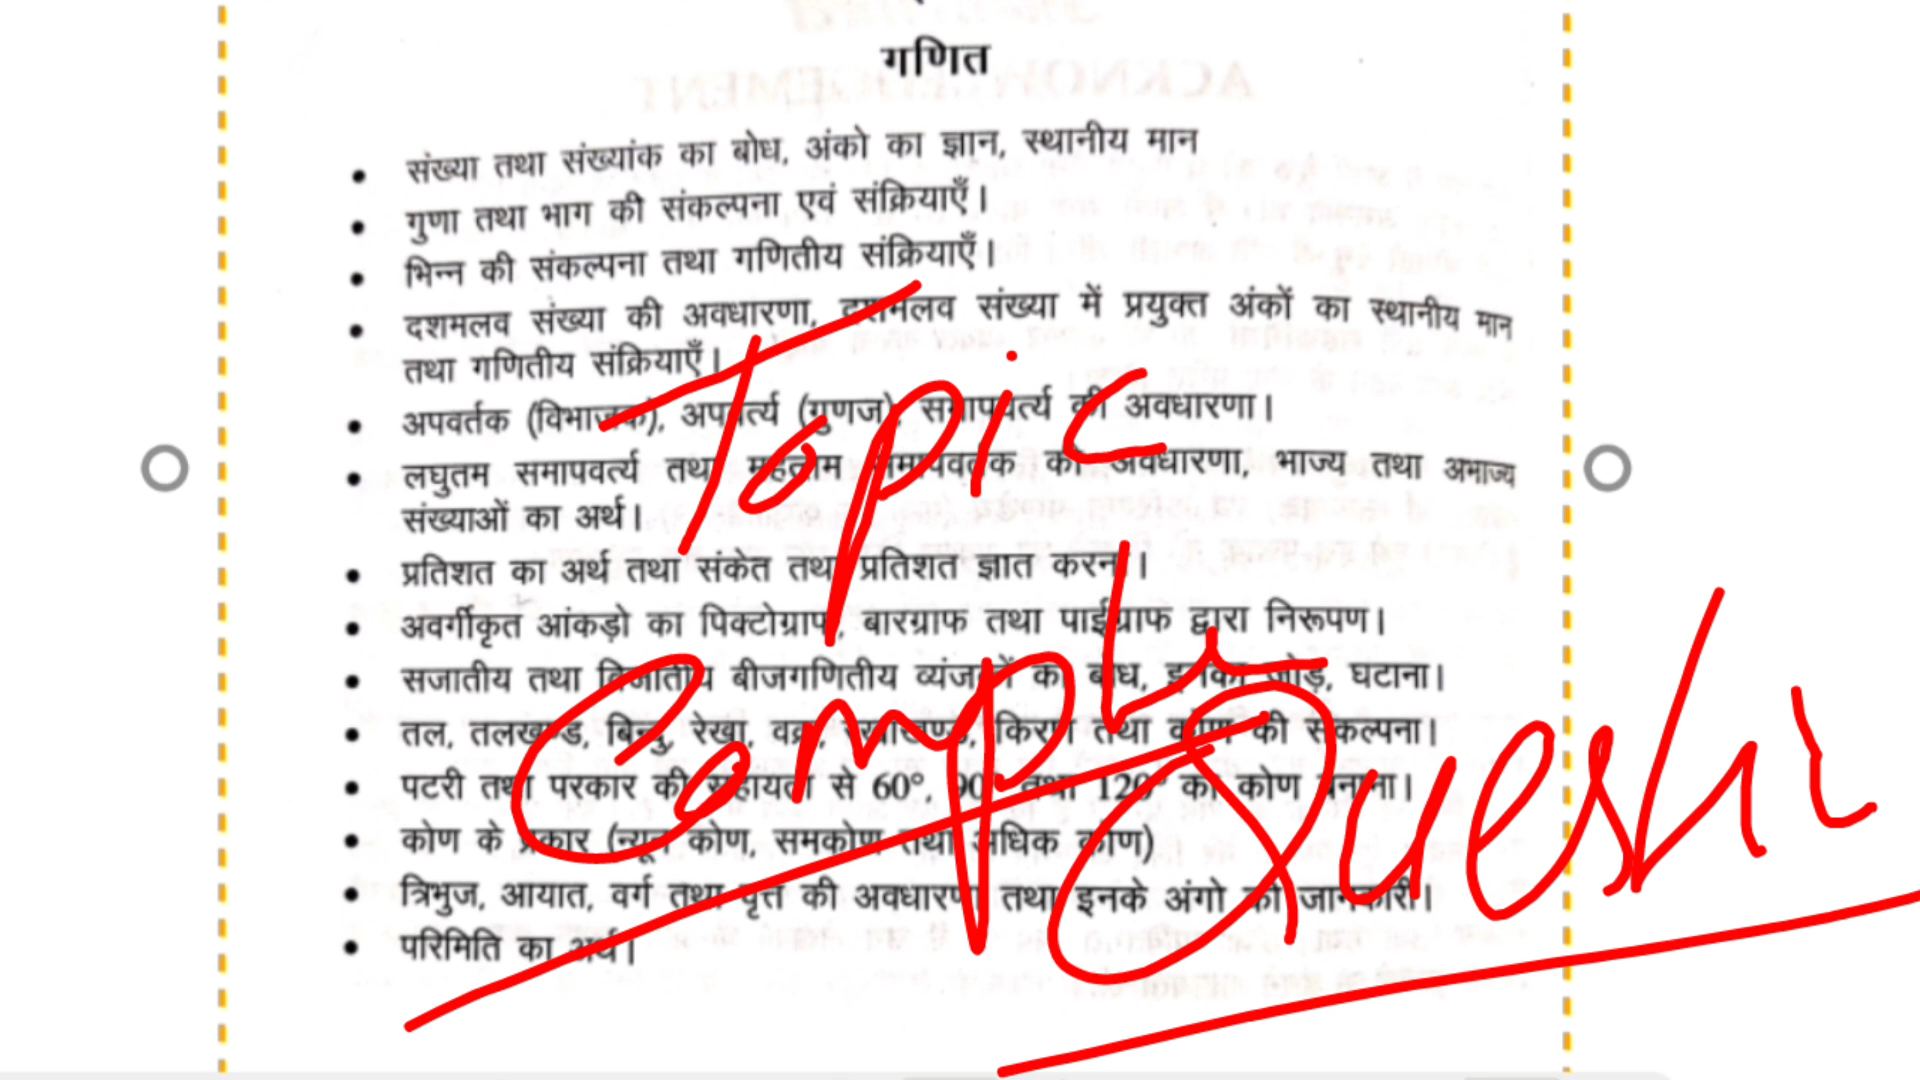 गणित
• संख्या तथा संख्यांक का बोध, अंको का ज्ञान, स्थानीय मान
• गुणा तथा भाग की संकल्पना एवं संक्रियाएँ।
• भिन्न की संकल्पना तथा गणितीय संक्रियाएँ।
• दशमलव संख्या की अवधारणा, दशमलव संख्या में प्रयुक्त अंकों का स्थानीय मान
तथा गणितीय संक्रियाएँ।
• अपवर्तक (विभाजक), अपवर्त्य (गुणज), समापवर्त्य की अवधारणा।
• लघुतम समापवर्त्य तथा महत्तम समापवर्तक की अवधारणा, भाज्य तथा अभाज्य
संख्याओं का अर्थ।
• प्रतिशत का अर्थ तथा संकेत तथा प्रतिशत ज्ञात करना।
• अवर्गीकृत आंकड़ो का पिक्टोग्राफ, बारग्राफ तथा पाईग्राफ द्वारा निरूपण।
• सजातीय तथा विजातीय बीजगणितीय व्यंजकों का बोध, इनका जोड़, घटाना।
• तल, तलखण्ड, बिन्दु, रेखा, वक्र, रेखाखण्ड, किरण तथा कोण की संकल्पना।
• पटरी तथा परकार की सहायता से 60°, 90° तथा 120° का कोण बनाना।
• कोण के प्रकार (न्यून कोण, समकोण तथा अधिक कोण)
• त्रिभुज, आयात, वर्ग तथा वृत्त की अवधारणा तथा इनके अंगो की जानकारी।
• परिमिति का अर्थ।
Topic